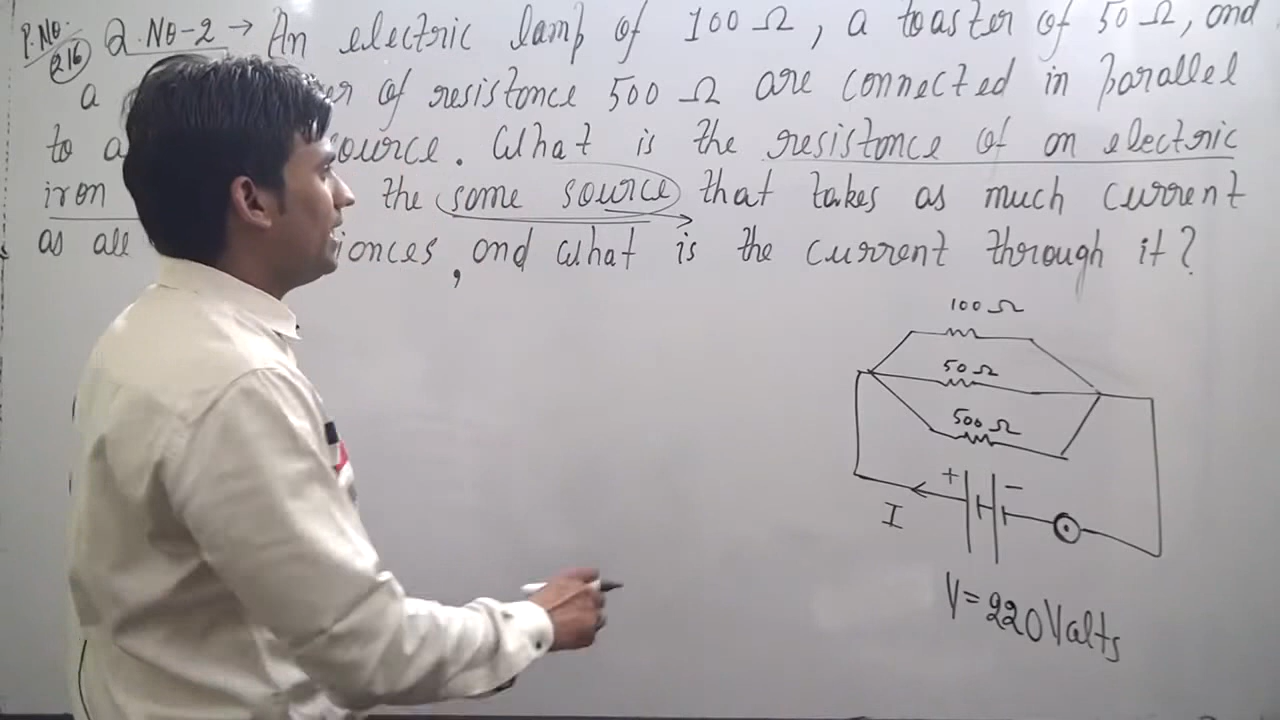 P.No. 216 Q.No-2 → An electric lamp of 100 Ω, a toaster of 50 Ω, and
a of resistance 500 Ω are connected in parallel
to a source. What is the resistance of an electric
iron the same source that takes as much current
as all , and what is the current through it?
100 Ω
50 Ω
500 Ω
+ −
I
V = 220 Volts